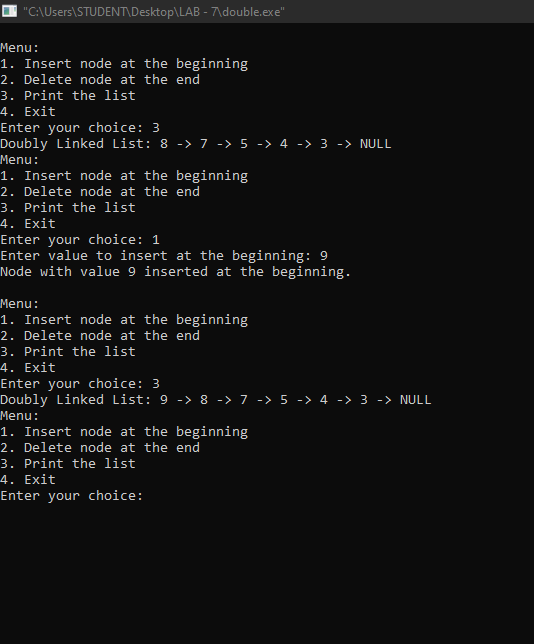 "C:\Users\STUDENT\Desktop\LAB - 7\double.exe"
Menu:
1. Insert node at the beginning
2. Delete node at the end
3. Print the list
4. Exit
Enter your choice: 3
Doubly Linked List: 8 -> 7 -> 5 -> 4 -> 3 -> NULL
Menu:
1. Insert node at the beginning
2. Delete node at the end
3. Print the list
4. Exit
Enter your choice: 1
Enter value to insert at the beginning: 9
Node with value 9 inserted at the beginning.
Menu:
1. Insert node at the beginning
2. Delete node at the end
3. Print the list
4. Exit
Enter your choice: 3
Doubly Linked List: 9 -> 8 -> 7 -> 5 -> 4 -> 3 -> NULL
Menu:
1. Insert node at the beginning
2. Delete node at the end
3. Print the list
4. Exit
Enter your choice: